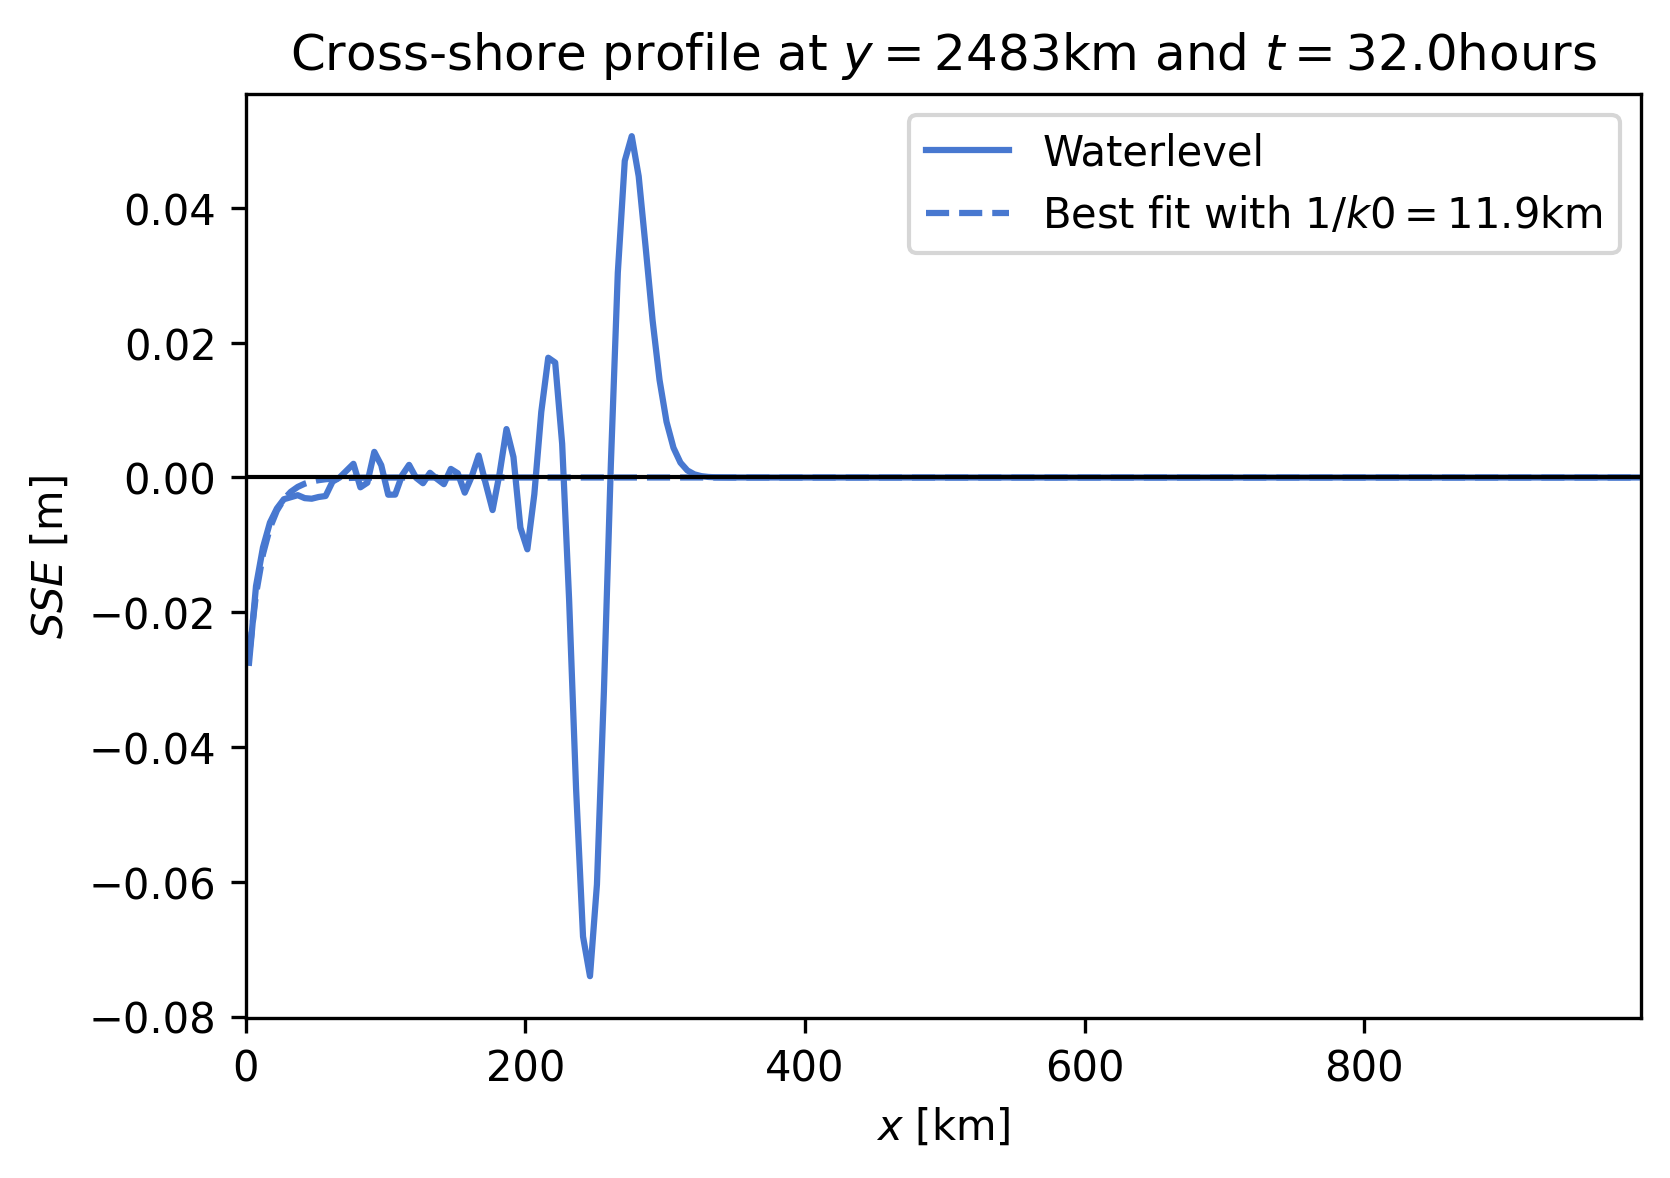 Cross-shore profile at y = 2483km and t = 32.0hours
Waterlevel
Best fit with 1/k0 = 11.9km
0.04
0.02
0.00
−0.02
−0.04
−0.06
−0.08
SSE [m]
0 200 400 600 800
x [km]